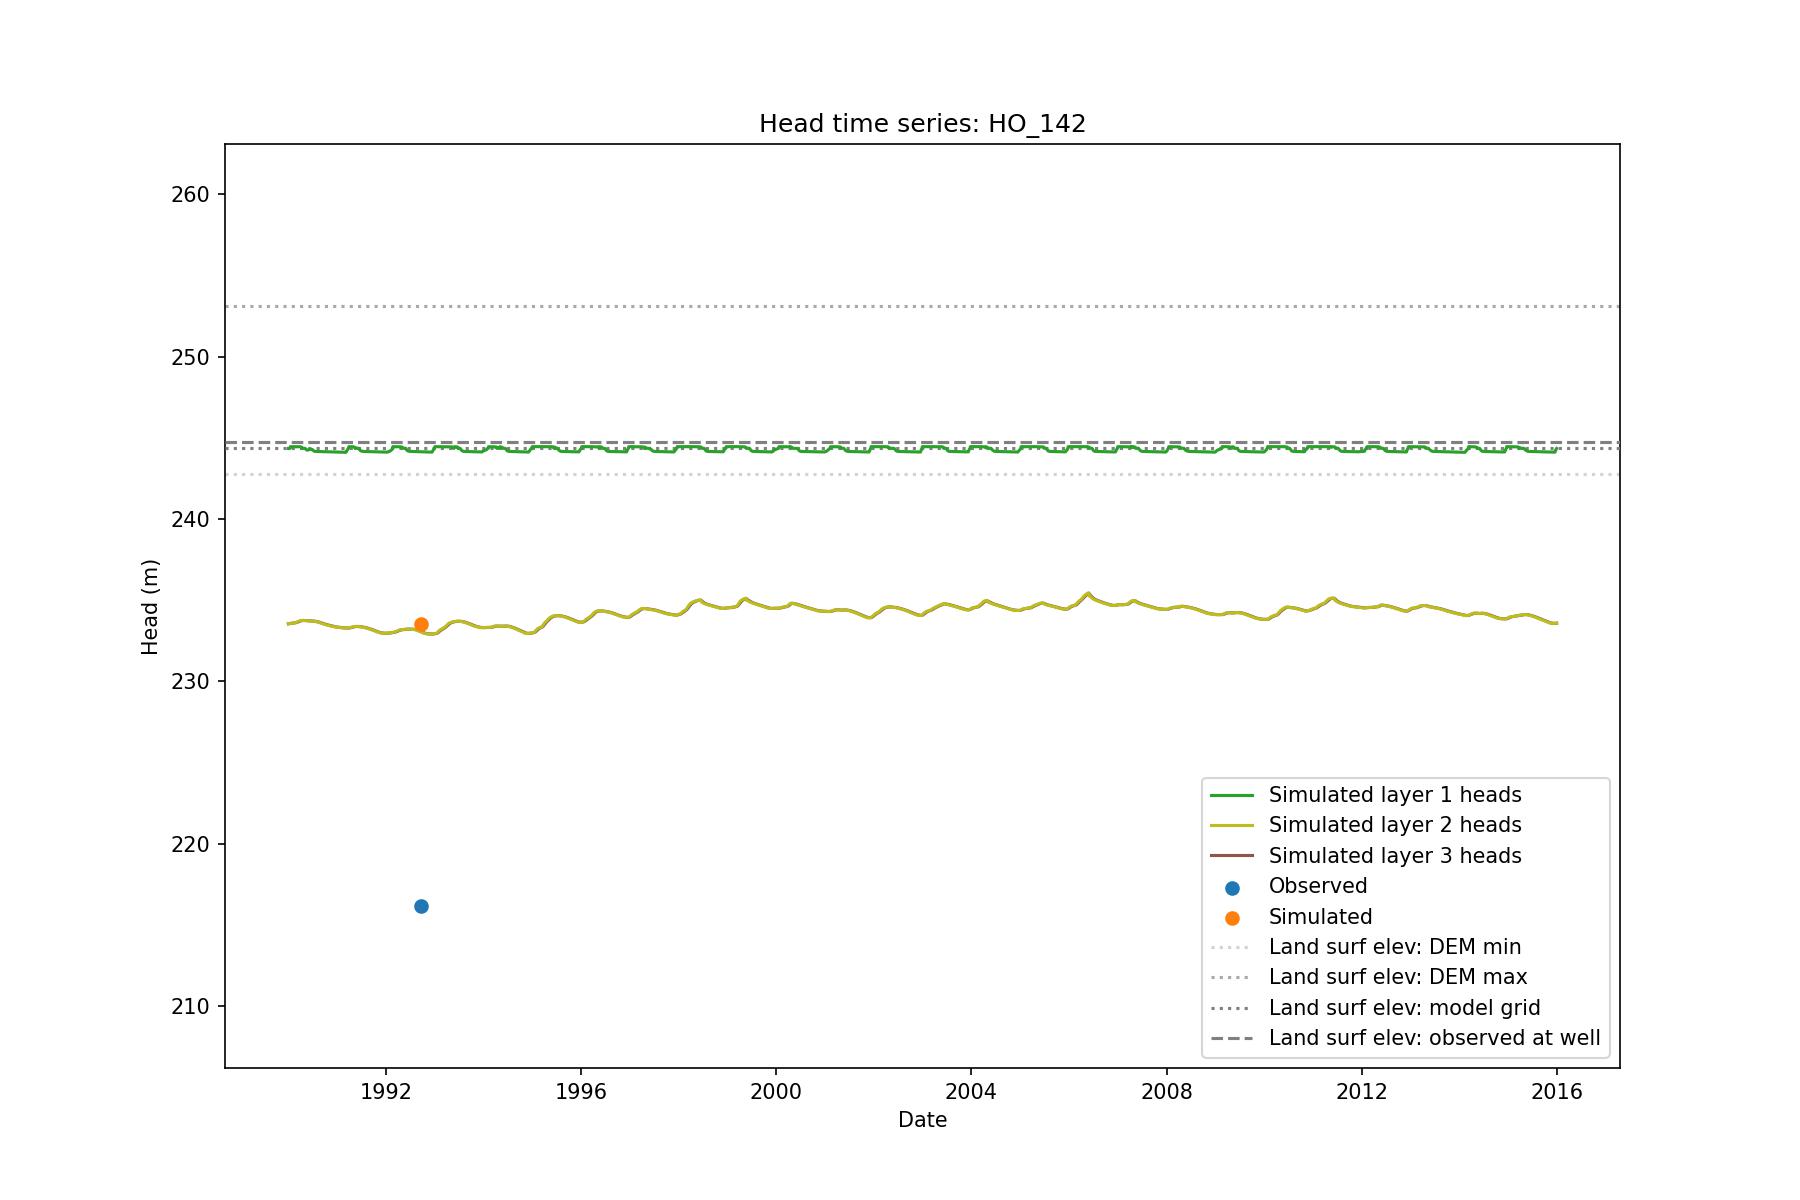 Head time series: HO_142
260
250
240
230
220
210
Head (m)
Simulated layer 1 heads
Simulated layer 2 heads
Simulated layer 3 heads
Observed
Simulated
Land surf elev: DEM min
Land surf elev: DEM max
Land surf elev: model grid
Land surf elev: observed at well
1992 1996 2000 2004 2008 2012 2016
Date